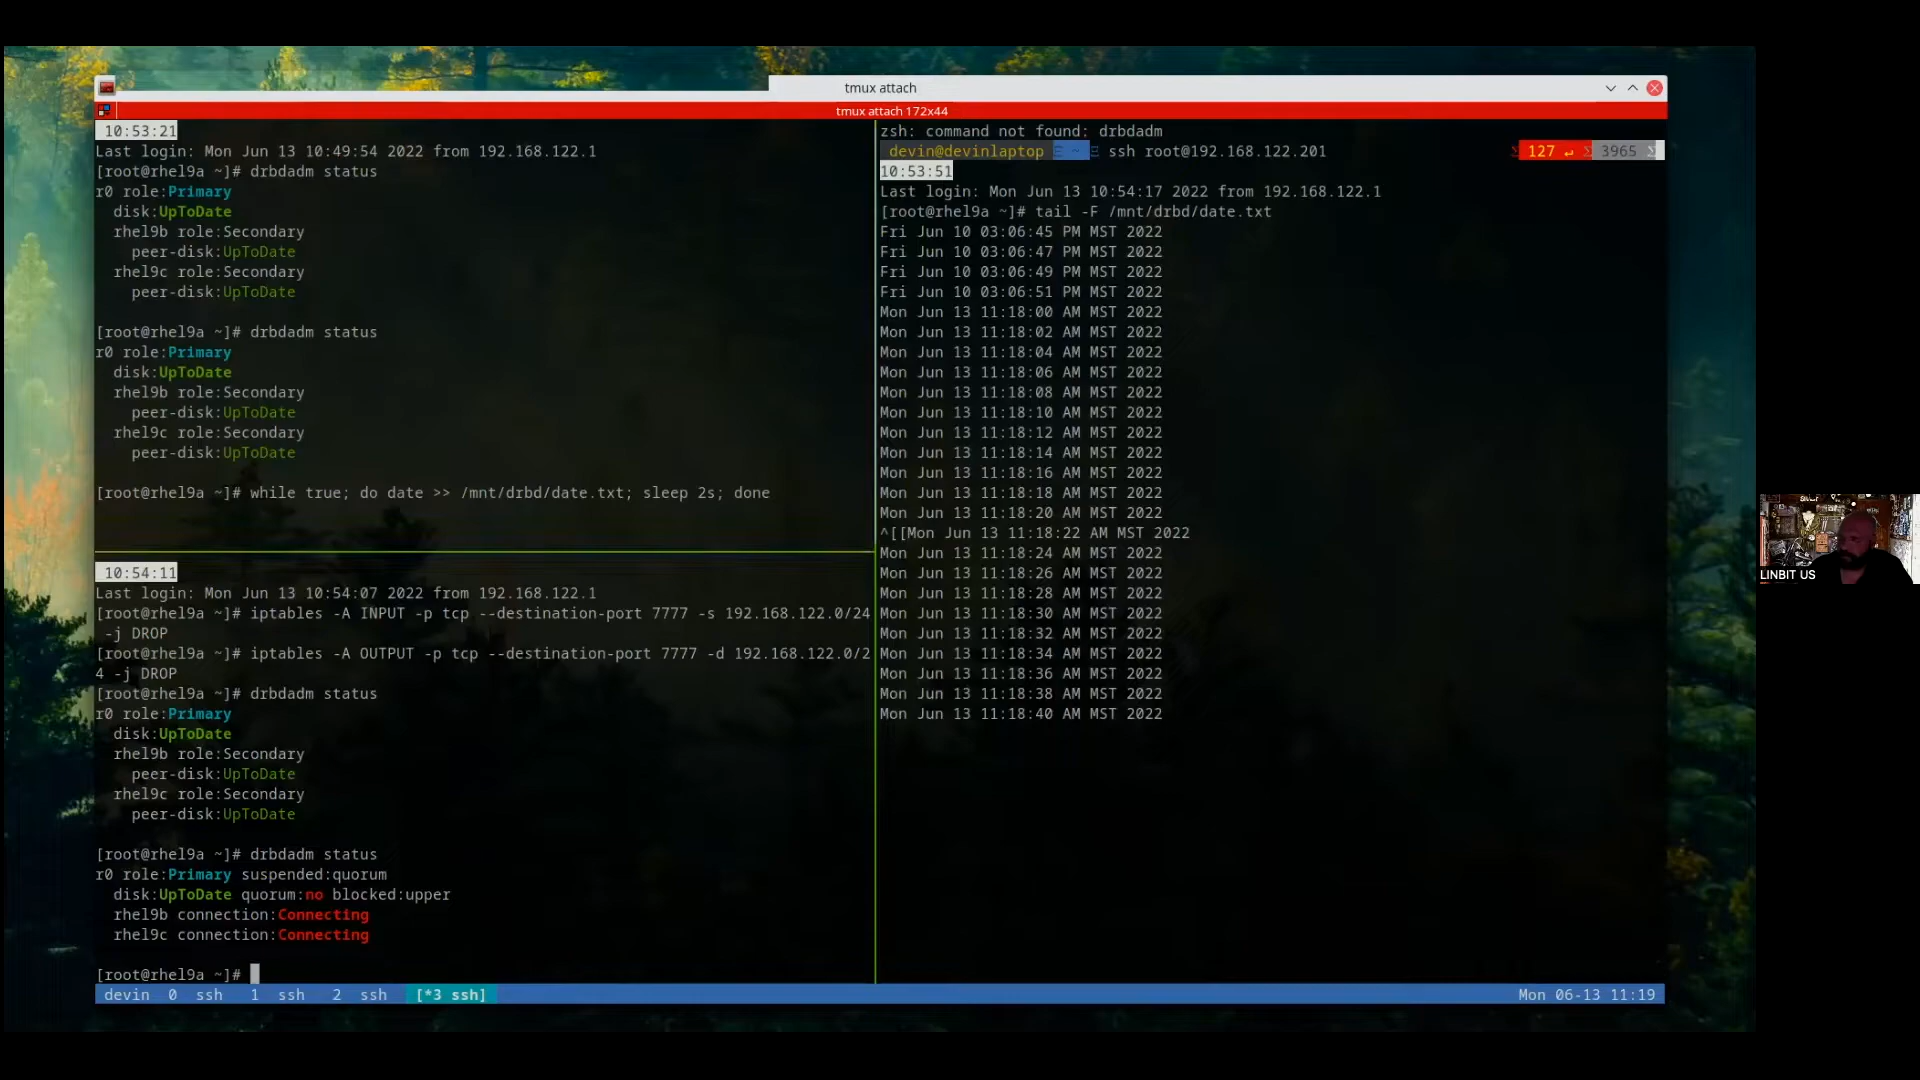 tmux attach
tmux attach 172x44
10:53:21
Last login: Mon Jun 13 10:49:54 2022 from 192.168.122.1
[root@rhel9a ~]# drbdadm status
r0 role:Primary
disk:UpToDate
rhel9b role:Secondary
peer-disk:UpToDate
rhel9c role:Secondary
peer-disk:UpToDate
[root@rhel9a ~]# drbdadm status
r0 role:Primary
disk:UpToDate
rhel9b role:Secondary
peer-disk:UpToDate
rhel9c role:Secondary
peer-disk:UpToDate
[root@rhel9a ~]# while true; do date >> /mnt/drbd/date.txt; sleep 2s; done
10:54:11
Last login: Mon Jun 13 10:54:07 2022 from 192.168.122.1
[root@rhel9a ~]# iptables -A INPUT -p tcp --destination-port 7777 -s 192.168.122.0/24
-j DROP
[root@rhel9a ~]# iptables -A OUTPUT -p tcp --destination-port 7777 -d 192.168.122.0/2
4 -j DROP
[root@rhel9a ~]# drbdadm status
r0 role:Primary
disk:UpToDate
rhel9b role:Secondary
peer-disk:UpToDate
rhel9c role:Secondary
peer-disk:UpToDate
[root@rhel9a ~]# drbdadm status
r0 role:Primary suspended:quorum
disk:UpToDate quorum:no blocked:upper
rhel9b connection:Connecting
rhel9c connection:Connecting
[root@rhel9a ~]#
zsh: command not found: drbdadm
devin@devinlaptop ~ ssh root@192.168.122.201 127 ↵ 3965
10:53:51
Last login: Mon Jun 13 10:54:17 2022 from 192.168.122.1
[root@rhel9a ~]# tail -F /mnt/drbd/date.txt
Fri Jun 10 03:06:45 PM MST 2022
Fri Jun 10 03:06:47 PM MST 2022
Fri Jun 10 03:06:49 PM MST 2022
Fri Jun 10 03:06:51 PM MST 2022
Mon Jun 13 11:18:00 AM MST 2022
Mon Jun 13 11:18:02 AM MST 2022
Mon Jun 13 11:18:04 AM MST 2022
Mon Jun 13 11:18:06 AM MST 2022
Mon Jun 13 11:18:08 AM MST 2022
Mon Jun 13 11:18:10 AM MST 2022
Mon Jun 13 11:18:12 AM MST 2022
Mon Jun 13 11:18:14 AM MST 2022
Mon Jun 13 11:18:16 AM MST 2022
Mon Jun 13 11:18:18 AM MST 2022
Mon Jun 13 11:18:20 AM MST 2022
^[[Mon Jun 13 11:18:22 AM MST 2022
Mon Jun 13 11:18:24 AM MST 2022
Mon Jun 13 11:18:26 AM MST 2022
Mon Jun 13 11:18:28 AM MST 2022
Mon Jun 13 11:18:30 AM MST 2022
Mon Jun 13 11:18:32 AM MST 2022
Mon Jun 13 11:18:34 AM MST 2022
Mon Jun 13 11:18:36 AM MST 2022
Mon Jun 13 11:18:38 AM MST 2022
Mon Jun 13 11:18:40 AM MST 2022
devin 0 ssh 1 ssh 2 ssh [*3 ssh] Mon 06-13 11:19
LINBIT US